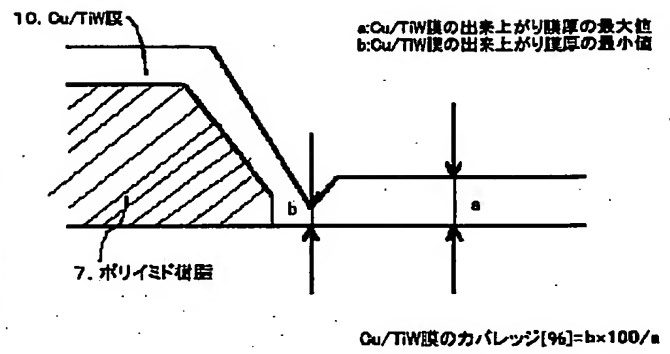 10. Cu/TiW膜
a:Cu/TiW膜の出来上がり膜厚の最大値
b:Cu/TiW膜の出来上がり膜厚の最小値
b
a
7. ポリイミド樹脂
Cu/TiW膜のカバレッジ[%]=b×100/a